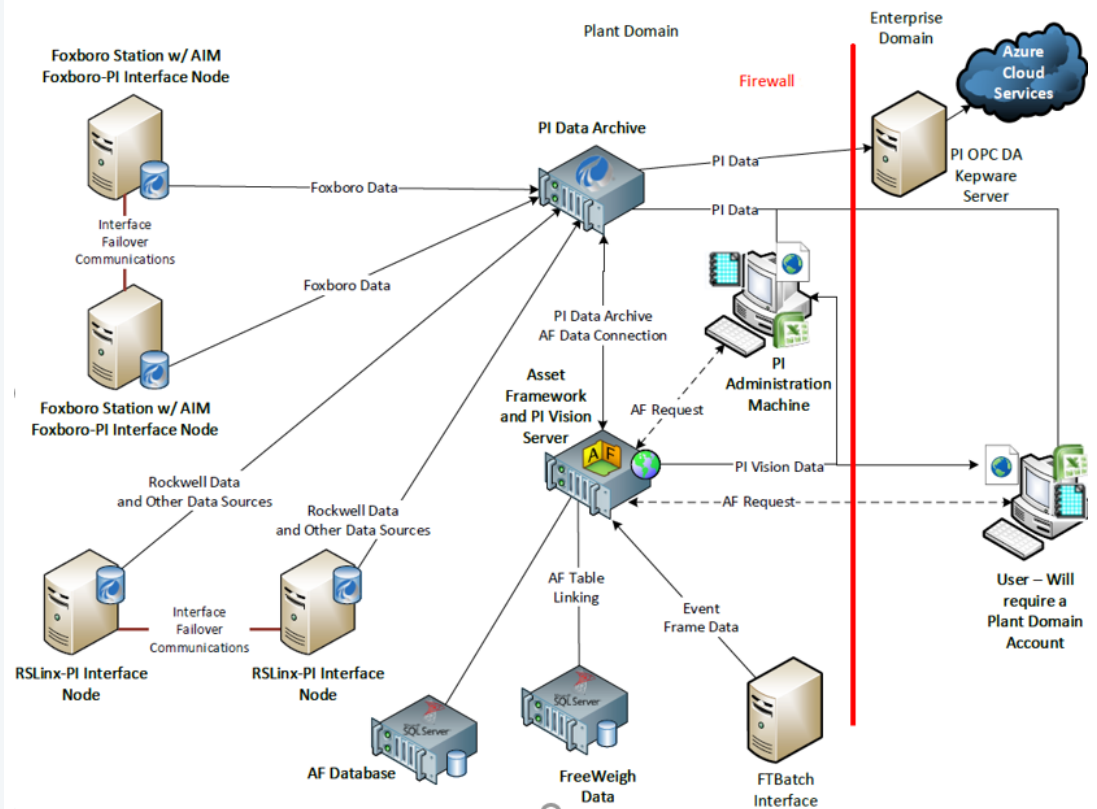 Plant Domain
Enterprise
Domain
Firewall
Azure
Cloud
Services
Foxboro Station w/ AIM
Foxboro-PI Interface Node
PI Data Archive
PI OPC DA
Kepware
Server
Foxboro Data
PI Data
PI Data
Interface
Failover
Communications
Foxboro Data
PI Data Archive
AF Data Connection
PI
Administration
Machine
Asset
Framework
and PI Vision
Server
AF Request
Foxboro Station w/ AIM
Foxboro-PI Interface Node
A F
PI Vision Data
AF Request
Rockwell Data
and Other Data Sources
Rockwell Data
and Other Data Sources
AF Table
Linking
Event
Frame Data
User – Will
require a
Plant Domain
Account
Interface
Failover
Communications
RSLinx-PI Interface
Node
RSLinx-PI Interface
Node
SQL Server
SQL Server
AF Database
FreeWeigh
Data
FTBatch
Interface